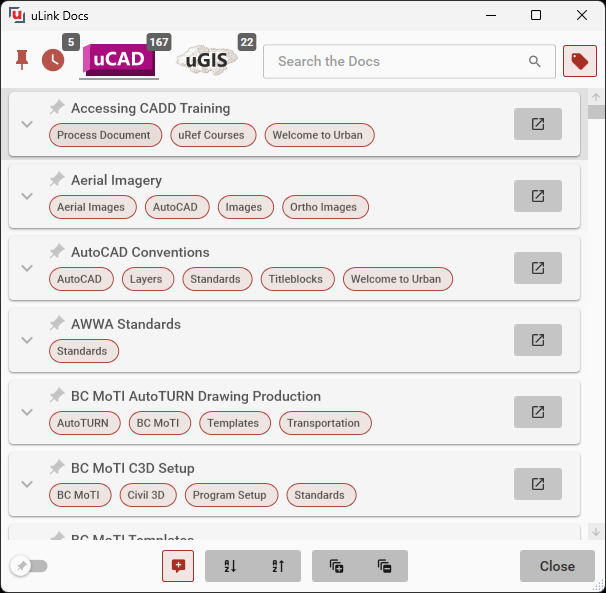 uLink Docs
5
uCAD
167
uGIS
22
Search the Docs
Accessing CADD Training
Process Document uRef Courses Welcome to Urban
Aerial Imagery
Aerial Images AutoCAD Images Ortho Images
AutoCAD Conventions
AutoCAD Layers Standards Titleblocks Welcome to Urban
AWWA Standards
Standards
BC MoTI AutoTURN Drawing Production
AutoTURN BC MoTI Templates Transportation
BC MoTI C3D Setup
BC MoTI Civil 3D Program Setup Standards
BC MoTI Templates
Close